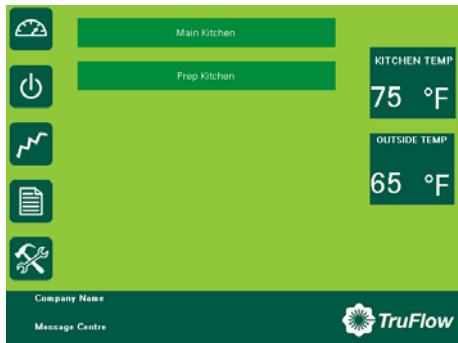 Main Kitchen
Prep Kitchen
KITCHEN TEMP
75 °F
OUTSIDE TEMP
65 °F
Company Name
Message Centre
TruFlow